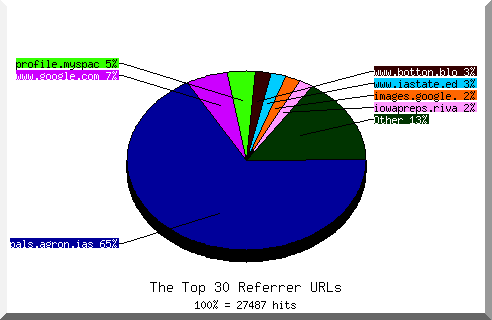 profile.myspac 5%
www.google.com 7%
www.botton.blo 3%
www.iastate.ed 3%
images.google. 2%
iowapreps.riva 2%
Other 13%
pals.agron.ias 65%
The Top 30 Referrer URLs
100% = 27487 hits